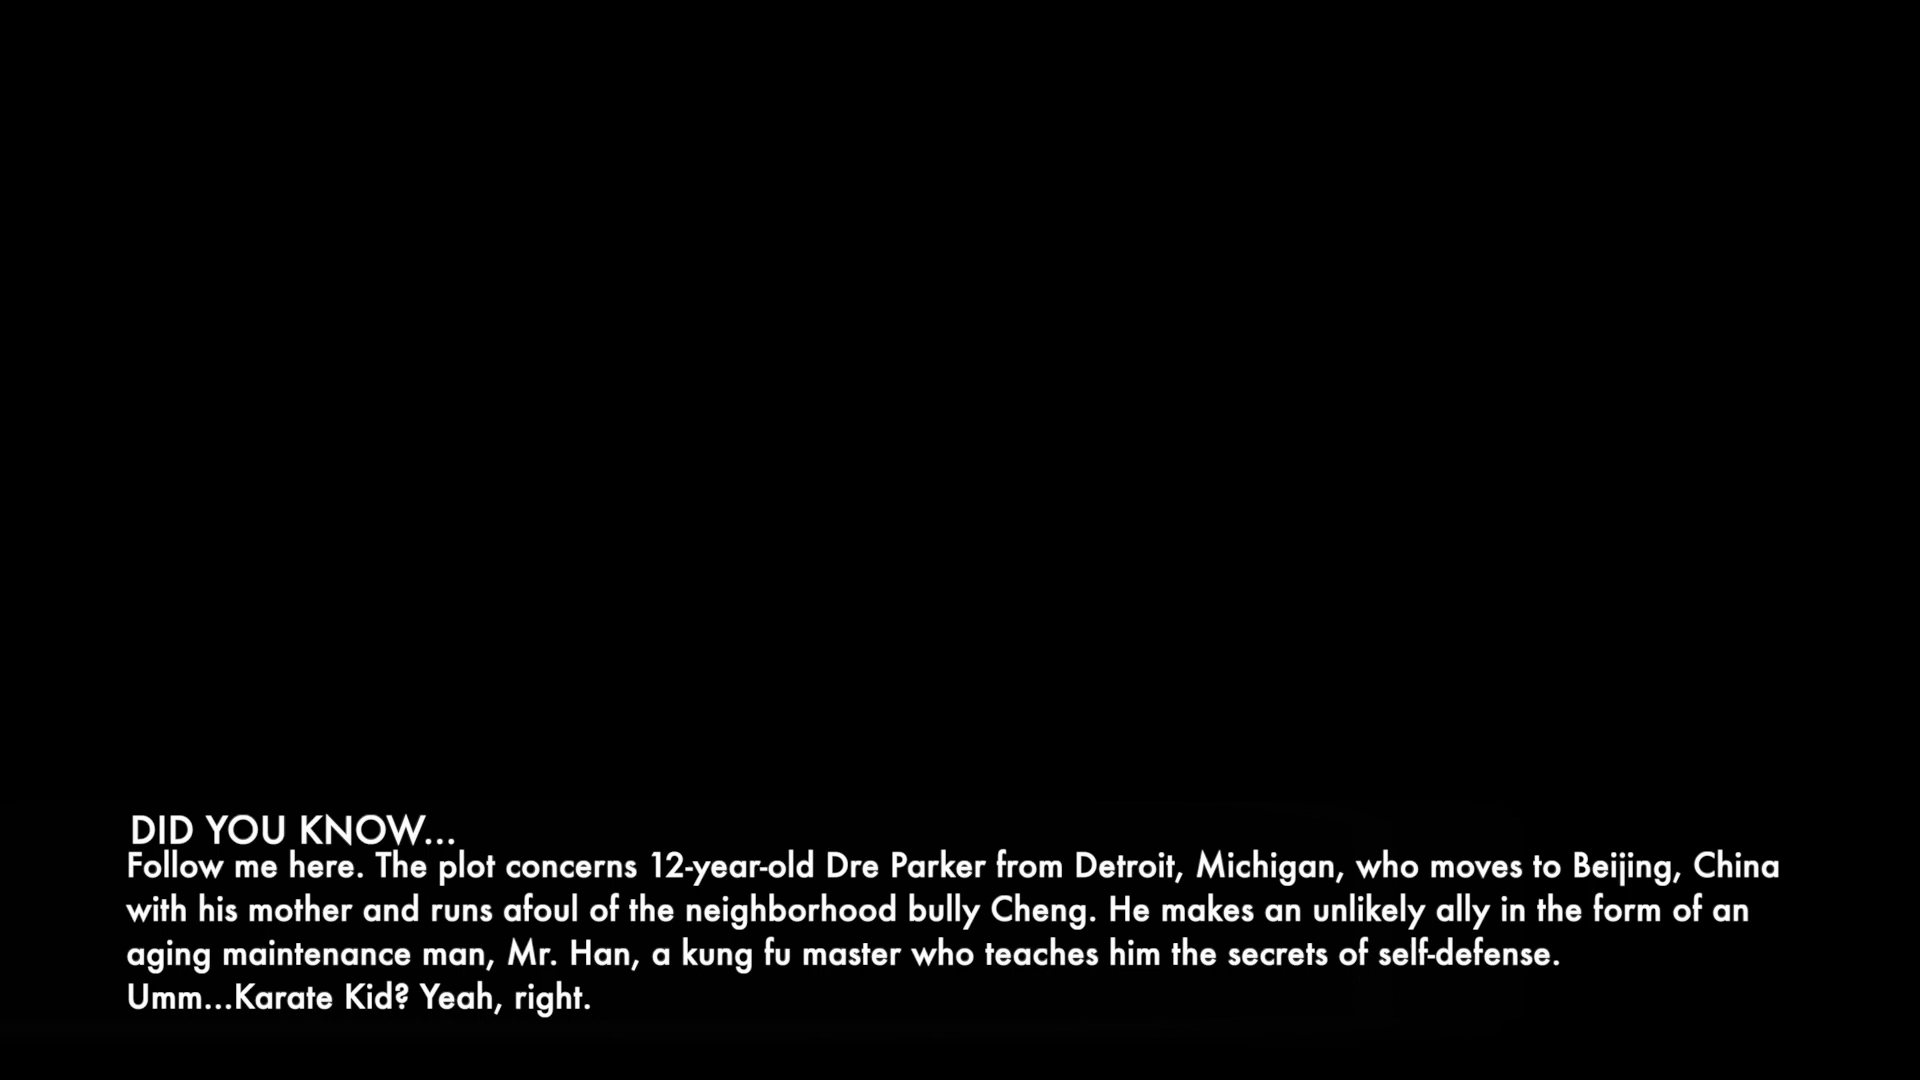 DID YOU KNOW...
Follow me here. The plot concerns 12-year-old Dre Parker from Detroit, Michigan, who moves to Beijing, China
with his mother and runs afoul of the neighborhood bully Cheng. He makes an unlikely ally in the form of an
aging maintenance man, Mr. Han, a kung fu master who teaches him the secrets of self-defense.
Umm...Karate Kid? Yeah, right.